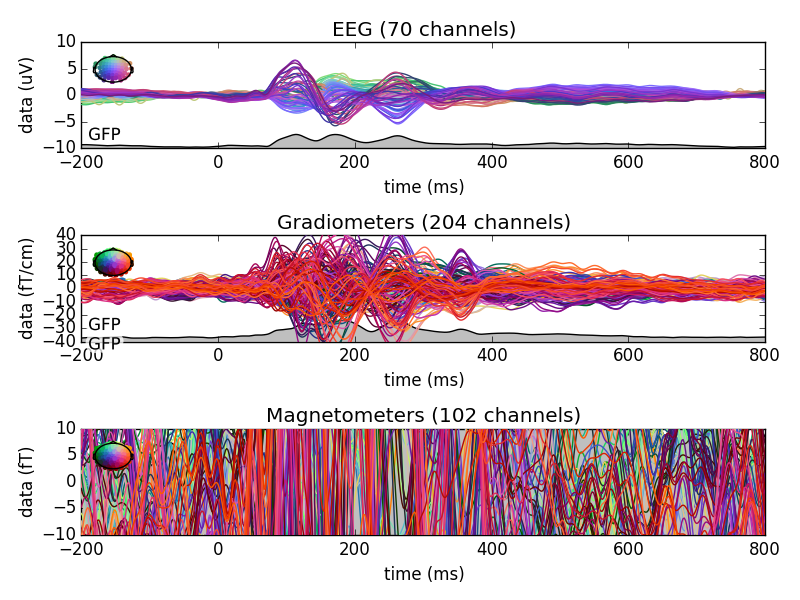 EEG (70 channels)
data (uV)
10
5
0
−5
−10
GFP
−200 0 200 400 600 800
time (ms)
Gradiometers (204 channels)
data (fT/cm)
40
30
20
10
0
−10
−20
−30
−40
GFP
GFP
−200 0 200 400 600 800
time (ms)
Magnetometers (102 channels)
data (fT)
10
5
0
−5
−10
−200 0 200 400 600 800
time (ms)